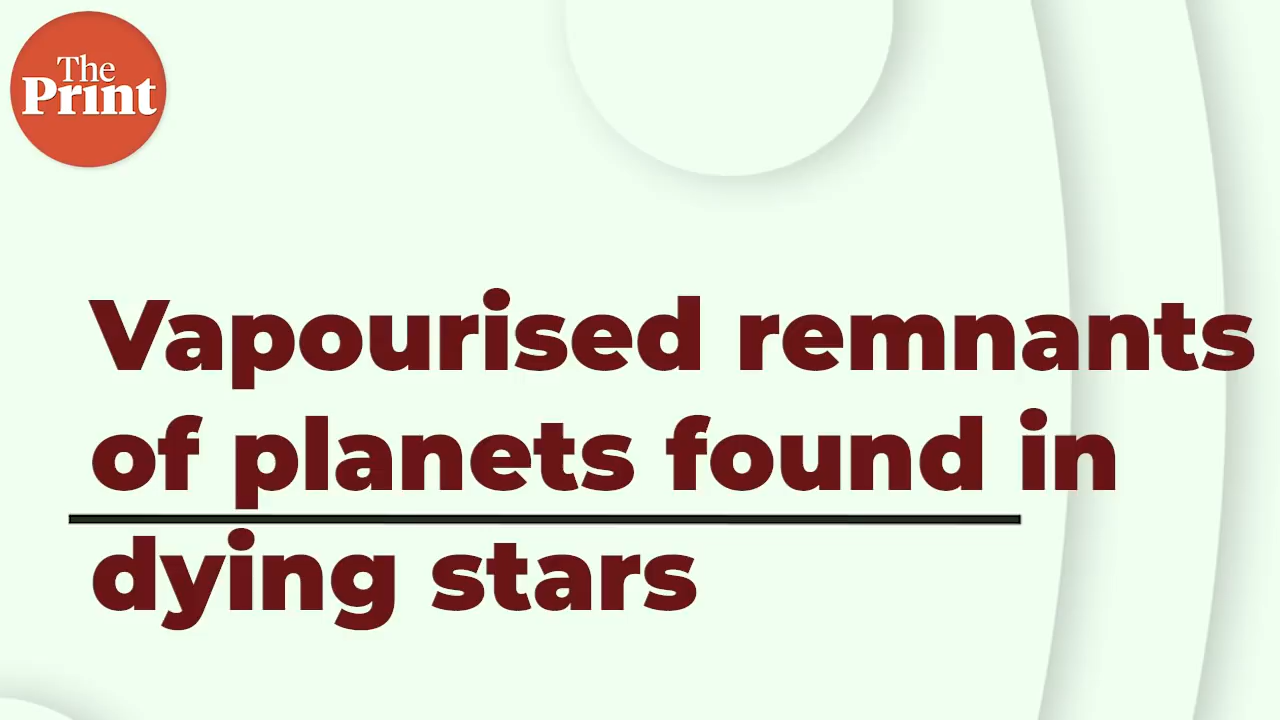 The
Print
Vapourised remnants
of planets found in
dying stars